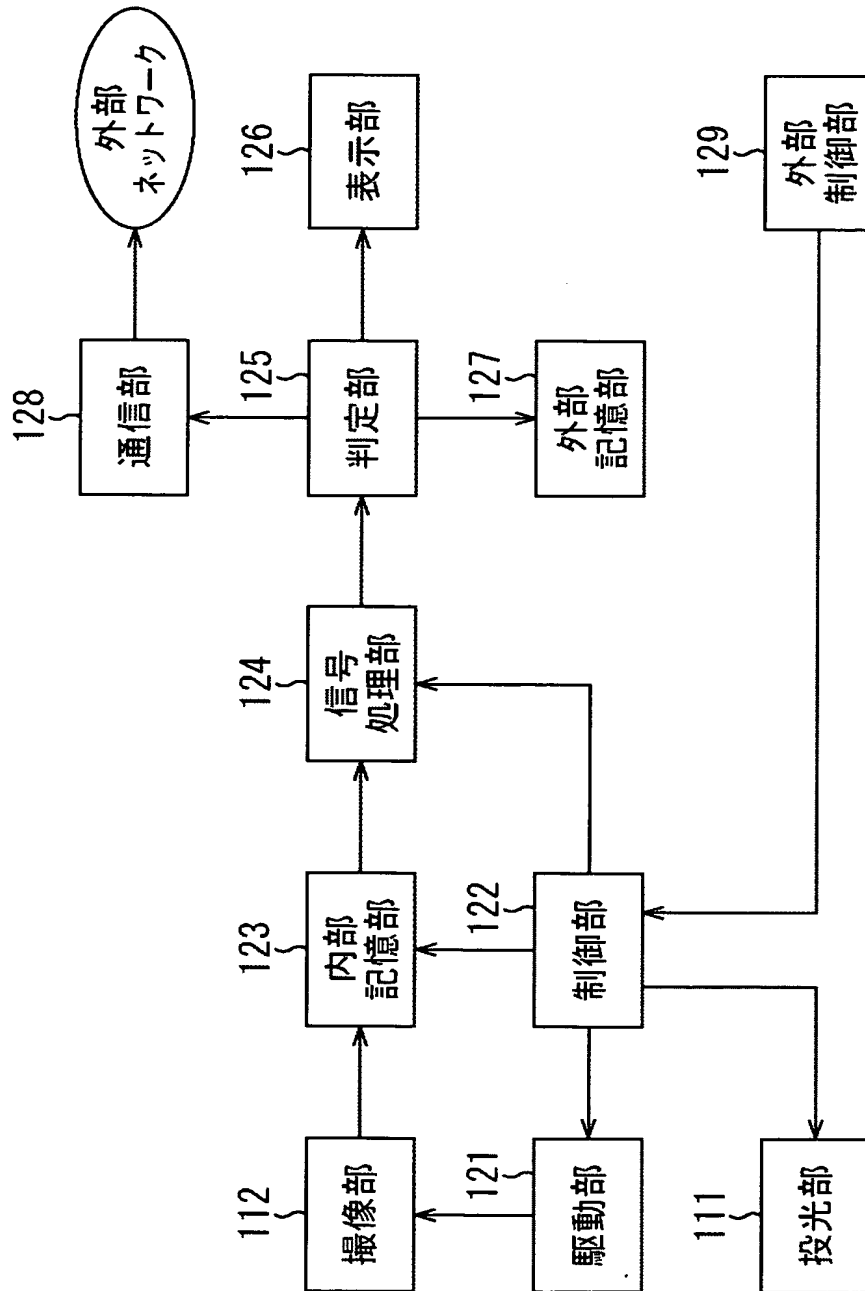 128
通信部
外部
ネットワーク
112
撮像部
123
内部
記憶部
124
信号
処理部
125
判定部
126
表示部
121
駆動部
122
制御部
127
外部
記憶部
111
投光部
129
外部
制御部